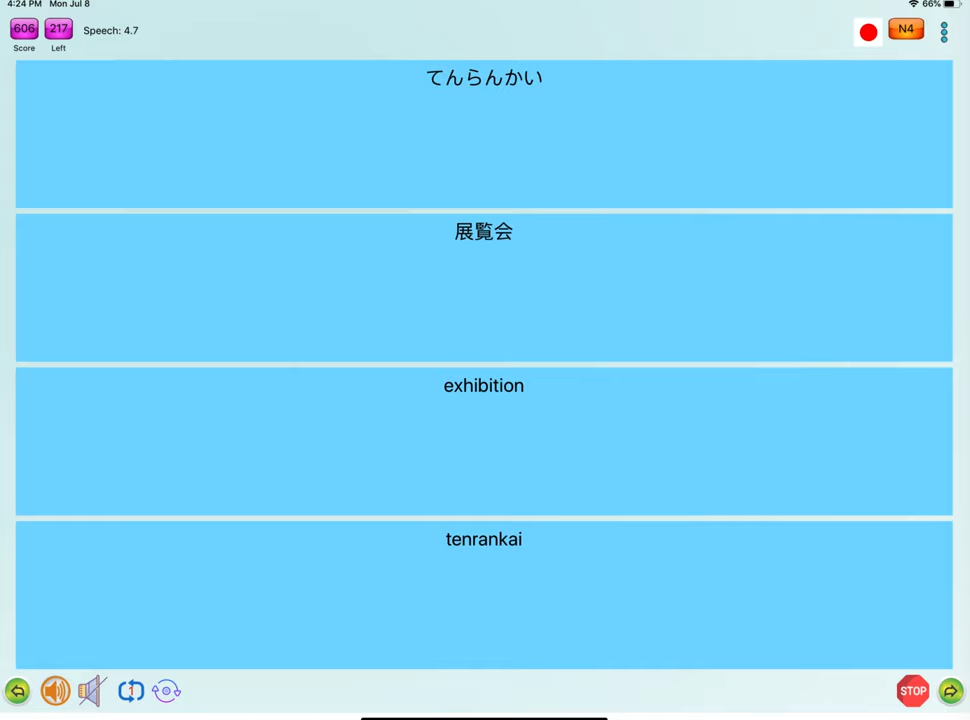 4:24 PM Mon Jul 8
66%
606
217
Speech: 4.7
N4
Score
Left
てんらんかい
展覧会
exhibition
tenrankai
1
STOP